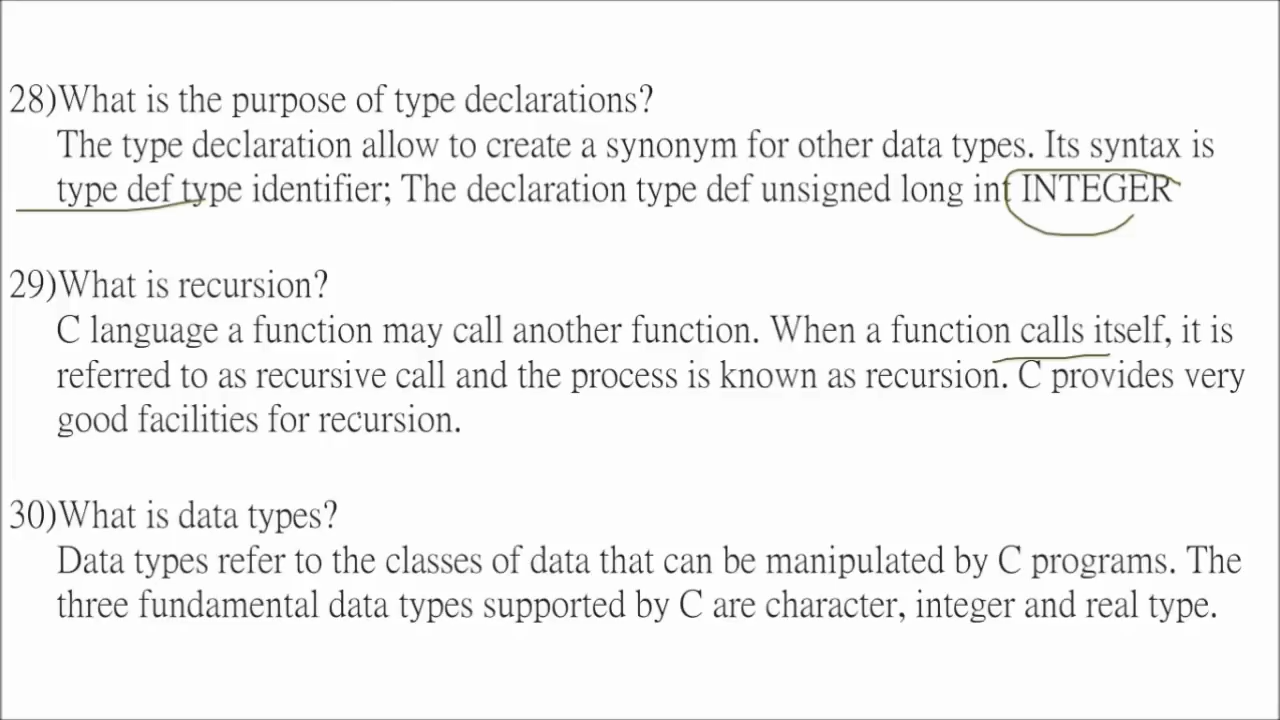 28)What is the purpose of type declarations?
The type declaration allow to create a synonym for other data types. Its syntax is
type def type identifier; The declaration type def unsigned long int INTEGER
29)What is recursion?
C language a function may call another function. When a function calls itself, it is
referred to as recursive call and the process is known as recursion. C provides very
good facilities for recursion.
30)What is data types?
Data types refer to the classes of data that can be manipulated by C programs. The
three fundamental data types supported by C are character, integer and real type.